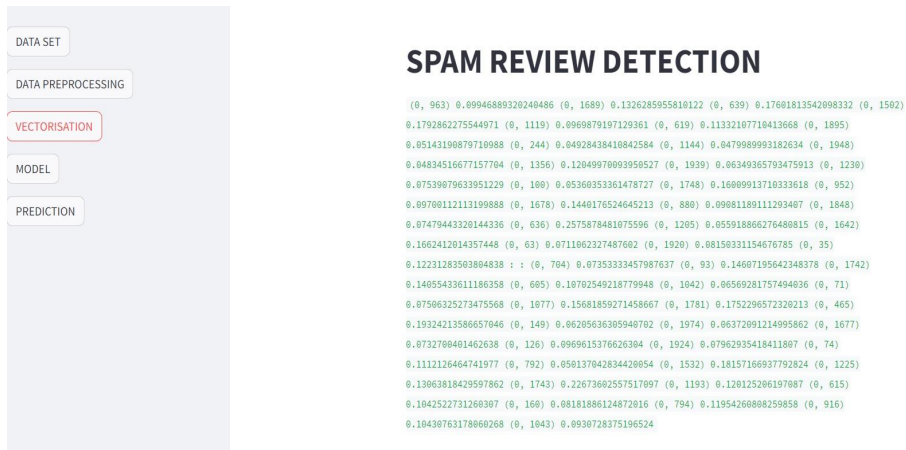 DATA SET
DATA PREPROCESSING
VECTORISATION
MODEL
PREDICTION
SPAM REVIEW DETECTION
(0, 963) 0.09946889320240486 (0, 1689) 0.1326285955810122 (0, 639) 0.17601813542098332 (0, 1502)
0.1792862275544971 (0, 1119) 0.0969879197129361 (0, 619) 0.11332107710413668 (0, 1895)
0.05143190879710988 (0, 244) 0.04928438410842584 (0, 1144) 0.0479989993182634 (0, 1948)
0.04834516677157704 (0, 1356) 0.12049970093950527 (0, 1939) 0.06349365793475913 (0, 1230)
0.07539079633951229 (0, 100) 0.05360353361478727 (0, 1748) 0.16009913710333618 (0, 952)
0.09700112113199888 (0, 1678) 0.1440176524645213 (0, 880) 0.09081189111293407 (0, 1848)
0.07479443320144336 (0, 636) 0.2575878481075596 (0, 1205) 0.055918866276480815 (0, 1642)
0.1662412014357448 (0, 63) 0.0711062327487602 (0, 1920) 0.08150331154676785 (0, 35)
0.12231283503804838 : : (0, 704) 0.07353333457987637 (0, 93) 0.14607195642348378 (0, 1742)
0.14055433611186358 (0, 605) 0.10702549218779948 (0, 1042) 0.06569281757494036 (0, 71)
0.07506325273475568 (0, 1077) 0.15681859271458667 (0, 1781) 0.1752296572320213 (0, 465)
0.19324213586657046 (0, 149) 0.06205636305940702 (0, 1974) 0.06372091214995862 (0, 1677)
0.0732700401462638 (0, 126) 0.0969615376626304 (0, 1924) 0.07962935418411807 (0, 74)
0.1112126464741977 (0, 792) 0.050137042834420054 (0, 1532) 0.18157166937792824 (0, 1225)
0.13063818429597862 (0, 1743) 0.22673602557517097 (0, 1193) 0.120125206197087 (0, 615)
0.1042522731260307 (0, 160) 0.08181886124872016 (0, 794) 0.11954260808259858 (0, 916)
0.10430763178060268 (0, 1043) 0.0930728375196524